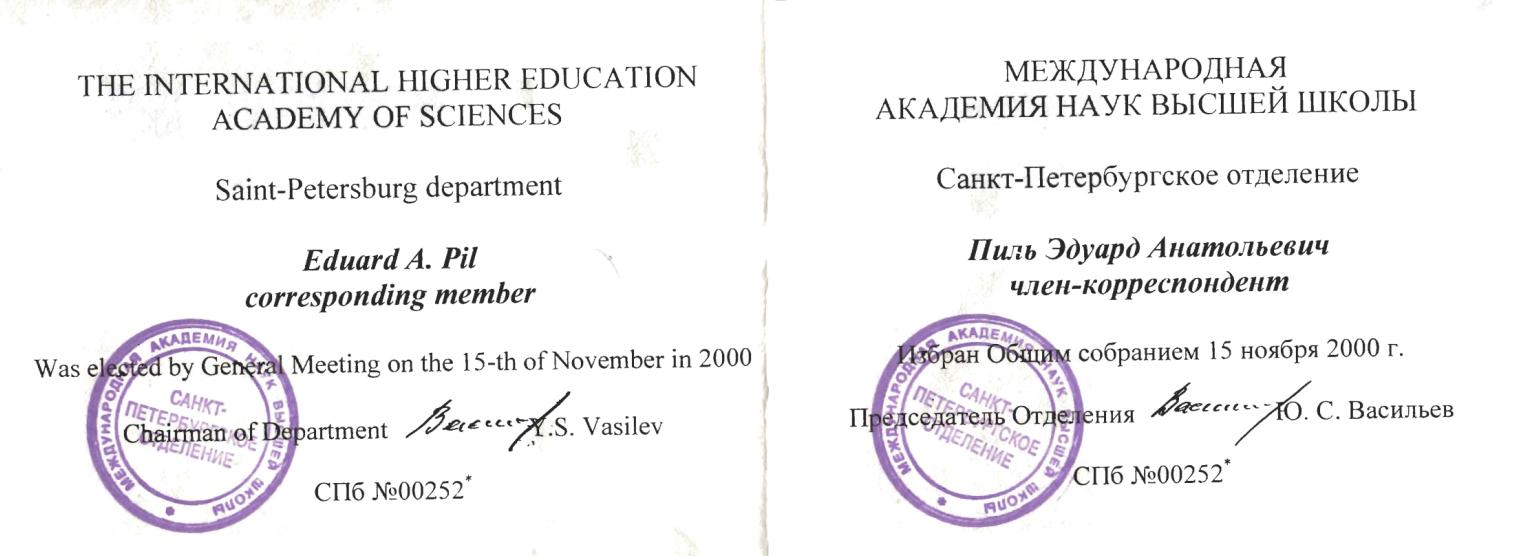 THE INTERNATIONAL HIGHER EDUCATION
ACADEMY OF SCIENCES
Saint-Petersburg department
Eduard A. Pil
corresponding member
Was elected by General Meeting on the 15-th of November in 2000
Chairman of Department Y.S. Vasilev
СПб №00252*
МЕЖДУНАРОДНАЯ АКАДЕМИЯ НАУК ВЫСШЕЙ ШКОЛЫ
САНКТ-
ПЕТЕРБУРГСКОЕ
ОТДЕЛЕНИЕ
МЕЖДУНАРОДНАЯ
АКАДЕМИЯ НАУК ВЫСШЕЙ ШКОЛЫ
Санкт-Петербургское отделение
Пиль Эдуард Анатольевич
член-корреспондент
Избран Общим собранием 15 ноября 2000 г.
Председатель Отделения Ю. С. Васильев
СПб №00252*
МЕЖДУНАРОДНАЯ АКАДЕМИЯ НАУК ВЫСШЕЙ ШКОЛЫ
САНКТ-
ПЕТЕРБУРГСКОЕ
ОТДЕЛЕНИЕ